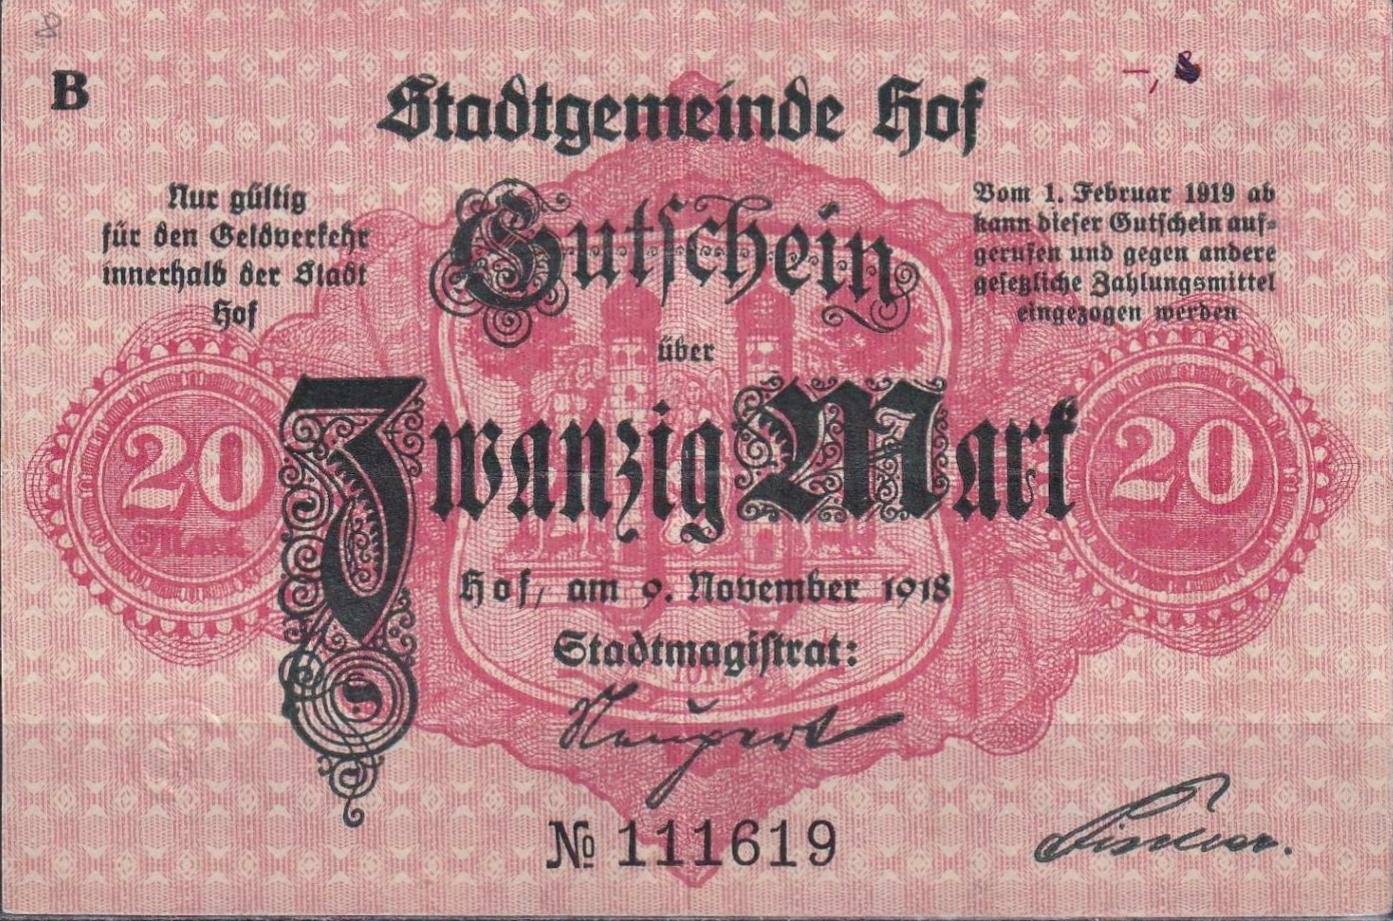 B
Stadtgemeinde Hof
Nur gültig
für den Geldverkehr
innerhalb der Stadt
Hof
Gutschein
Vom 1. Februar 1919 ab
kann dieser Gutschein auf-
gerufen und gegen andere
gesetzliche Zahlungsmittel
eingezogen werden
über
Zwanzig Mark
20
Mark
20
Mark
Hof, am 9. November 1918
Stadtmagistrat:
Neupert
№ 111619